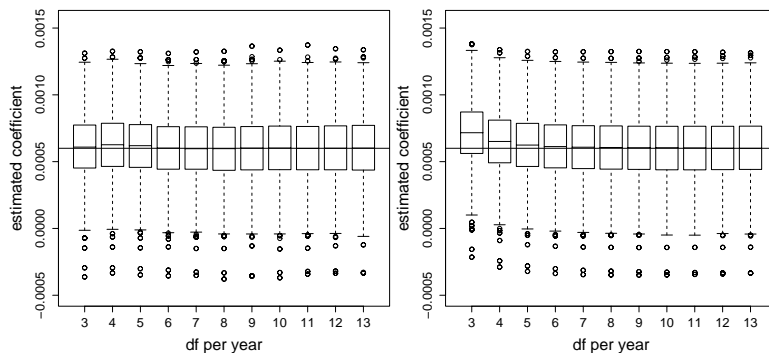 0.0015
0.0010
0.0005
0.0000
−0.0005
estimated coefficient
3 4 5 6 7 8 9 10 11 12 13
df per year
0.0015
0.0010
0.0005
0.0000
−0.0005
estimated coefficient
3 4 5 6 7 8 9 10 11 12 13
df per year